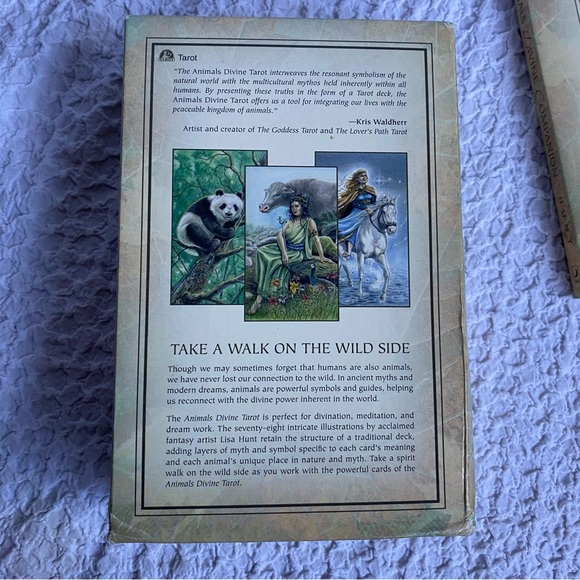 Tarot
"The Animals Divine Tarot interweaves the resonant symbolism of the
natural world with the multicultural mythos held inherently within all
humans. By presenting these truths in the form of a Tarot deck, the
Animals Divine Tarot offers us a tool for integrating our lives with the
peaceable kingdom of animals."
—Kris Waldherr
Artist and creator of The Goddess Tarot and The Lover's Path Tarot
TAKE A WALK ON THE WILD SIDE
Though we may sometimes forget that humans are also animals,
we have never lost our connection to the wild. In ancient myths and
modern dreams, animals are powerful symbols and guides, helping
us reconnect with the divine power inherent in the world.
The Animals Divine Tarot is perfect for divination, meditation, and
dream work. The seventy-eight intricate illustrations by acclaimed
fantasy artist Lisa Hunt retain the structure of a traditional deck,
adding layers of myth and symbol specific to each card's meaning
and each animal's unique place in nature and myth. Take a spirit
walk on the wild side as you work with the powerful cards of the
Animals Divine Tarot.